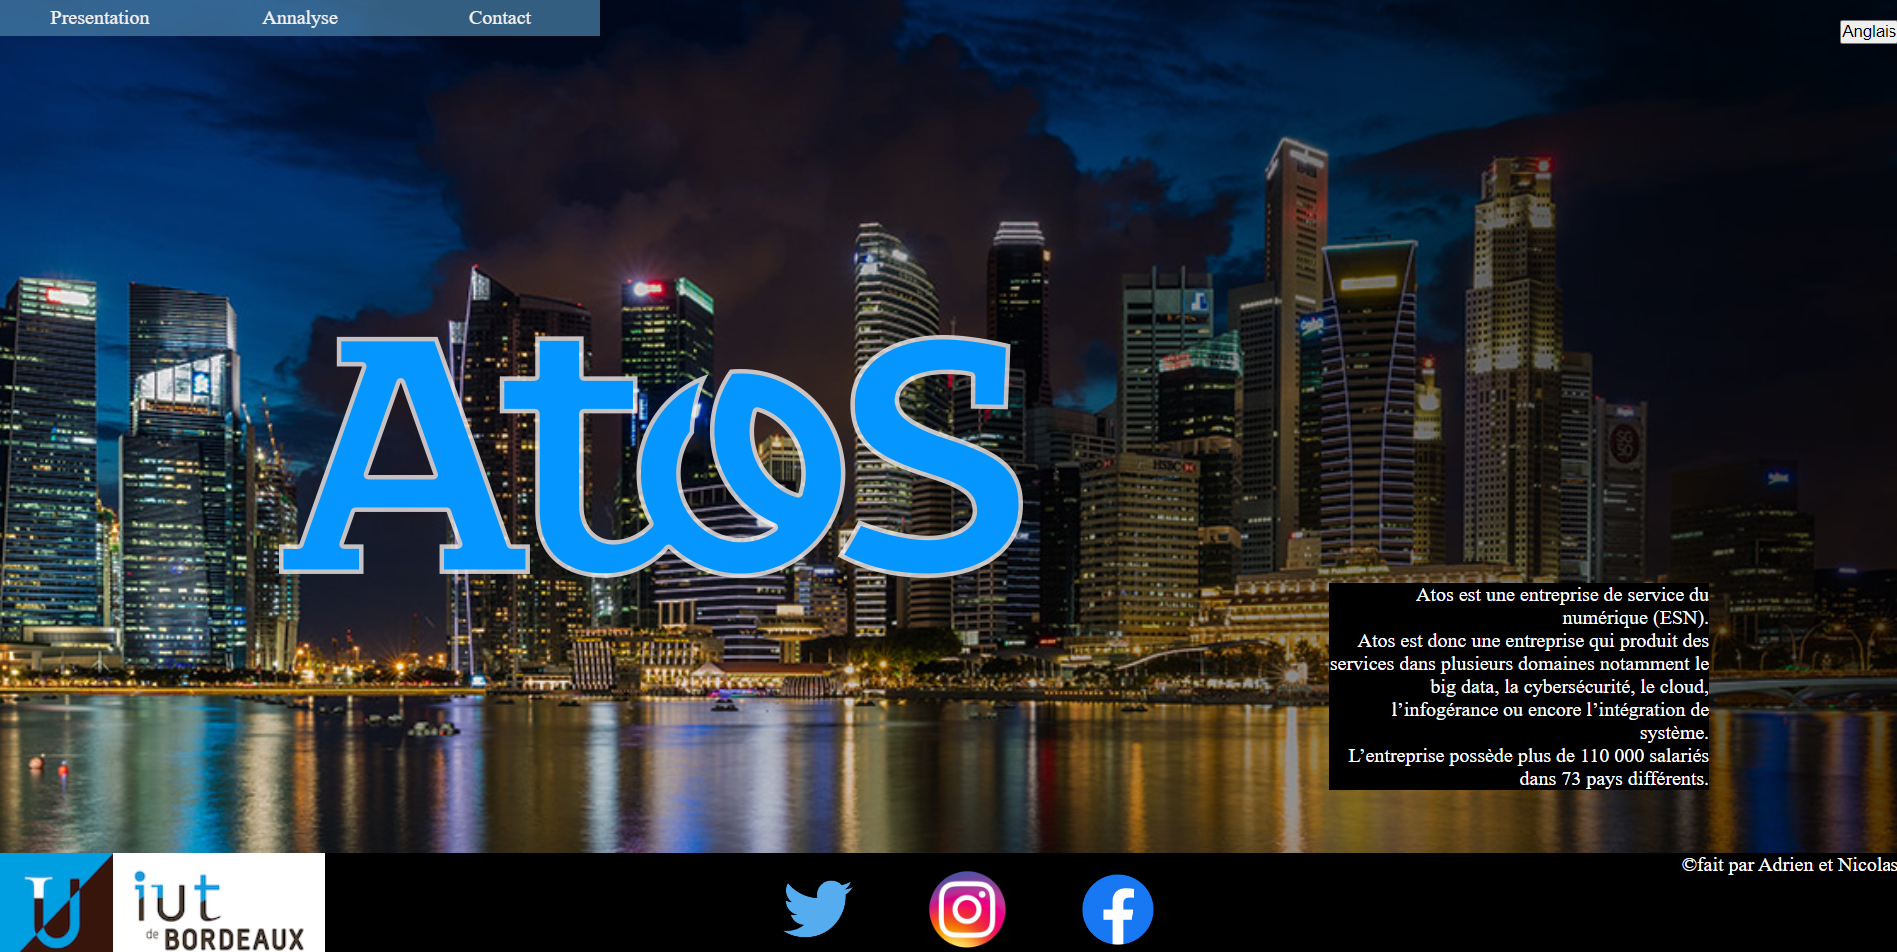 Presentation
Annalyse
Contact
Anglais
Atos
HSBC
Atos est une entreprise de service du
numérique (ESN).
Atos est donc une entreprise qui produit des
services dans plusieurs domaines notamment le
big data, la cybersécurité, le cloud,
l’infogérance ou encore l’intégration de
système.
L’entreprise possède plus de 110 000 salariés
dans 73 pays différents.
iut
de BORDEAUX
©fait par Adrien et Nicolas